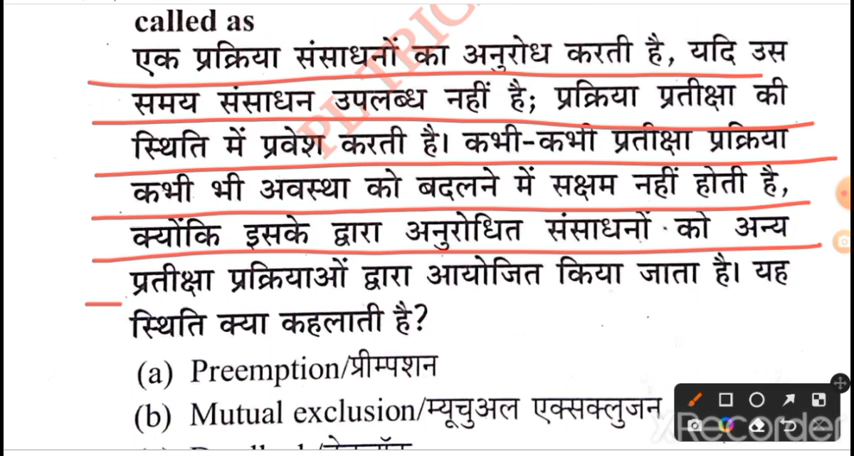 called as
एक प्रक्रिया संसाधनों का अनुरोध करती है, यदि उस
समय संसाधन उपलब्ध नहीं है; प्रक्रिया प्रतीक्षा की
स्थिति में प्रवेश करती है। कभी-कभी प्रतीक्षा प्रक्रिया
कभी भी अवस्था को बदलने में सक्षम नहीं होती है,
क्योंकि इसके द्वारा अनुरोधित संसाधनों को अन्य
प्रतीक्षा प्रक्रियाओं द्वारा आयोजित किया जाता है। यह
स्थिति क्या कहलाती है?
(a) Preemption/प्रीम्पशन
(b) Mutual exclusion/म्यूचुअल एक्सक्लुजन
XRecorder